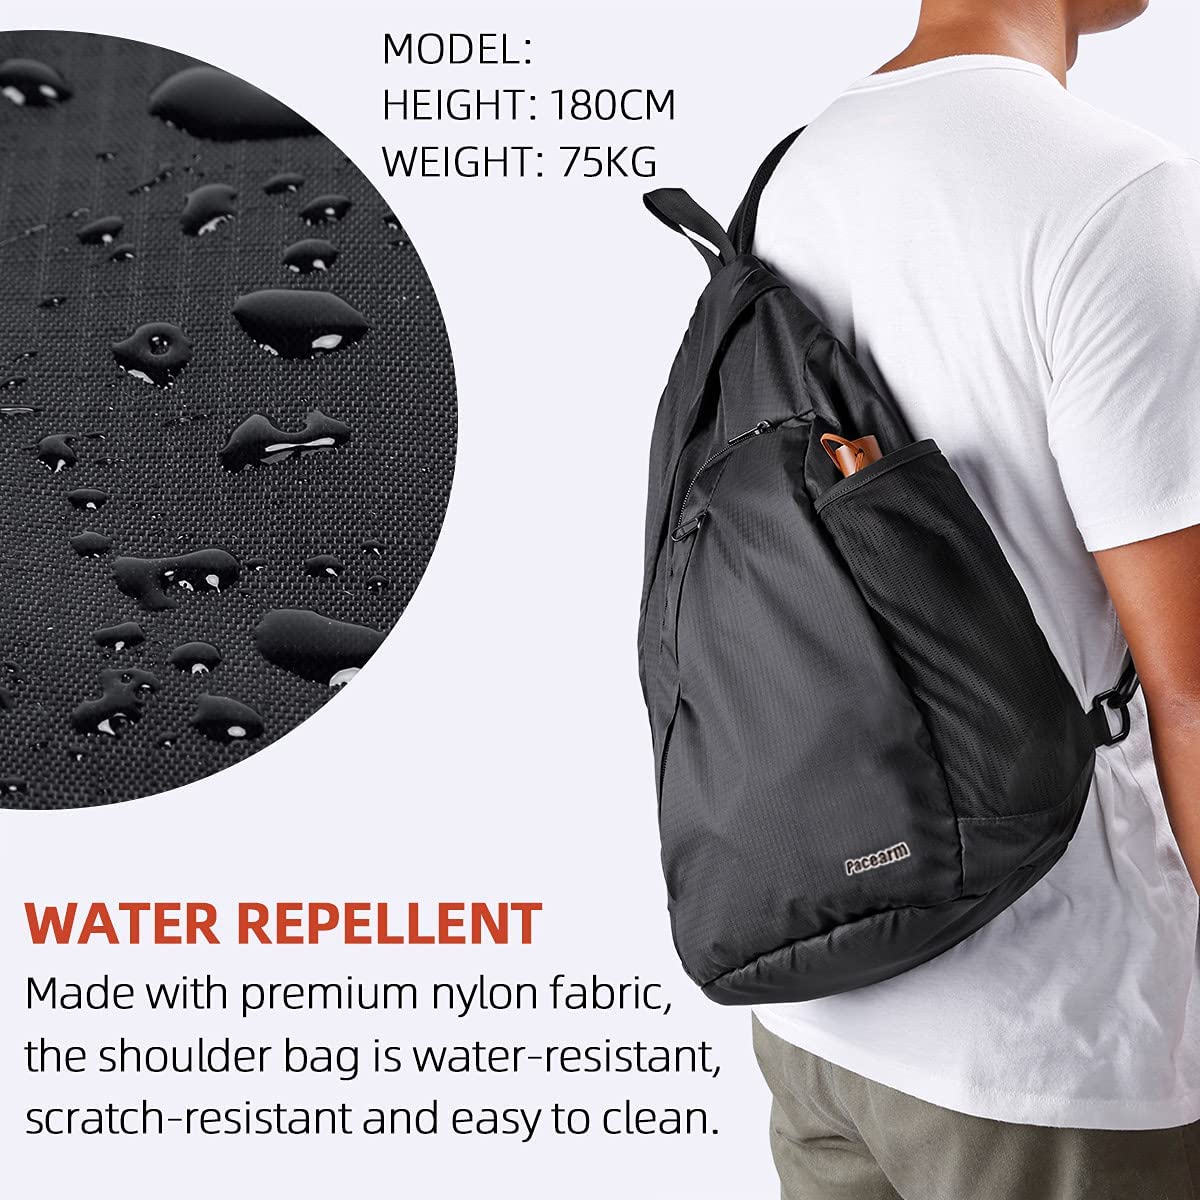 MODEL:
HEIGHT: 180CM
WEIGHT: 75KG
Pacearm
WATER REPELLENT
Made with premium nylon fabric,
the shoulder bag is water-resistant,
scratch-resistant and easy to clean.